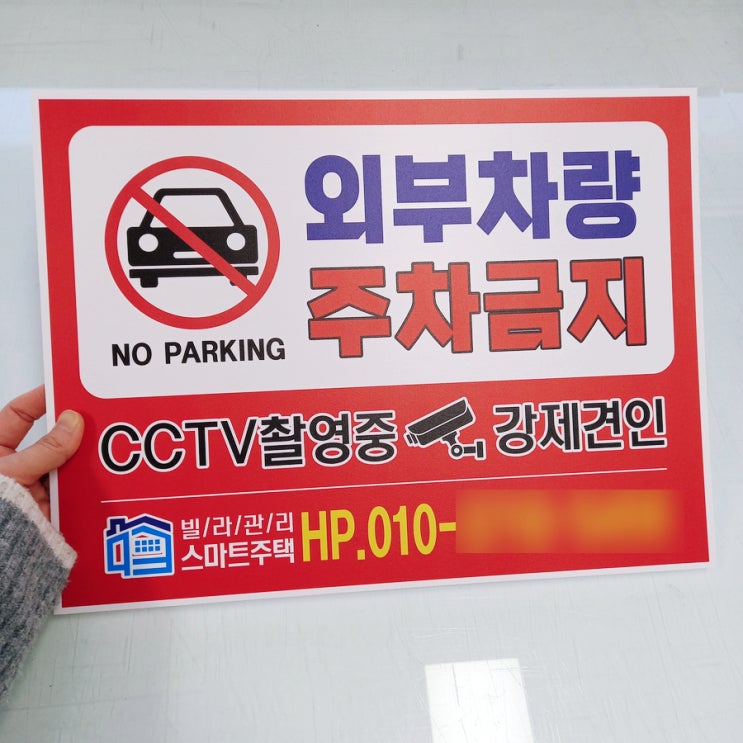 외부차량
주차금지
NO PARKING
CCTV촬영중 강제견인
빌/라/관/리
스마트주택
HP.010-